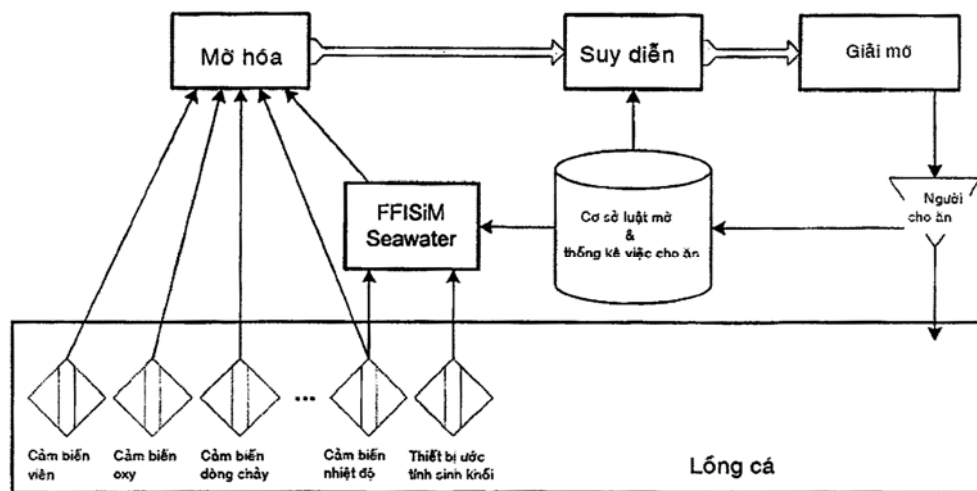 Mờ hóa
Suy diễn
Giải mờ
FFISiM
Seawater
Cơ sở luật mờ
&
thống kê việc cho ăn
Người
cho ăn
...
Cảm biến
viên
Cảm biến
oxy
Cảm biến
dòng chảy
Cảm biến
nhiệt độ
Thiết bị ước
tính sinh khối
Lồng cá